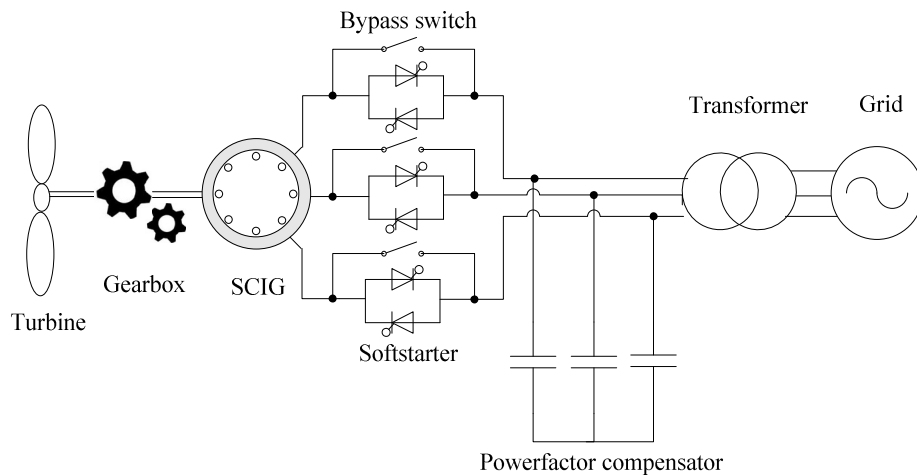 Bypass switch
Transformer
Grid
Gearbox
SCIG
Turbine
Softstarter
Powerfactor compensator